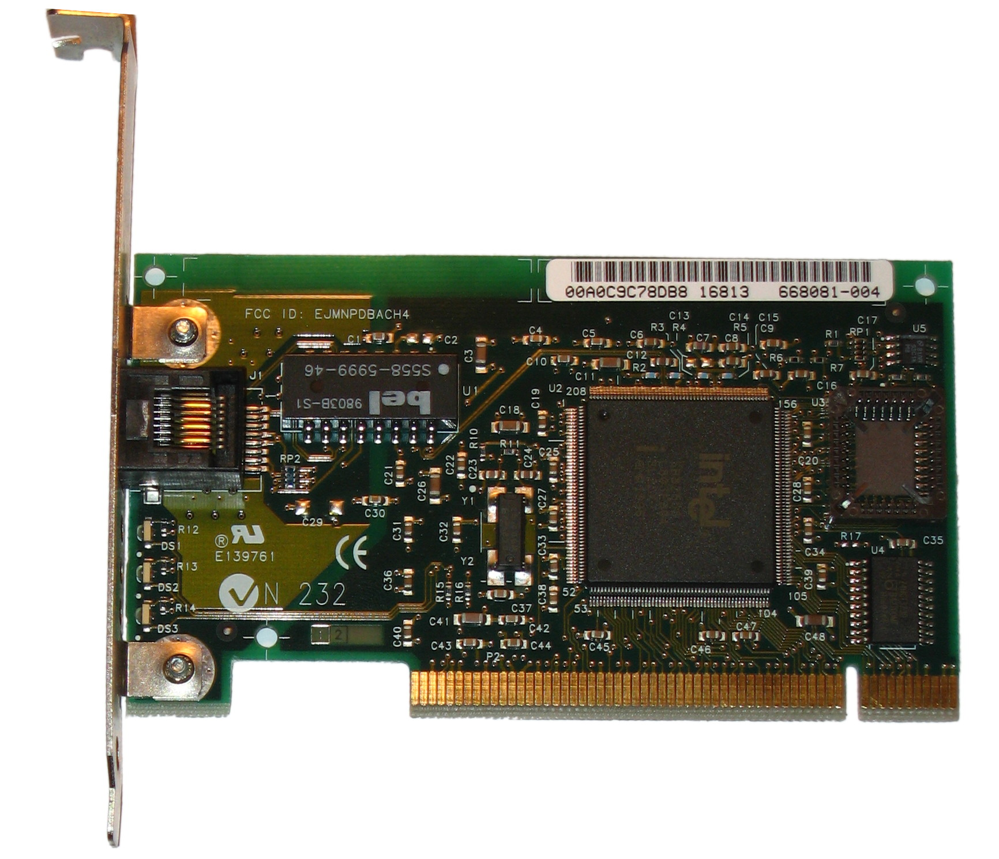 00A0C9C78DB8 16813 668081-004
FCC ID: EJMNPDBACH4
C13
C14
C15
C17
R3
R4
R5
C9
RP1
U5
C1
C2
C3
C4
C5
C6
C7
C8
R1
C12
R6
C10
R2
R7
C11
C16
J1
S558-5999-46
bel
9803B-S1
U1
U2
208
156
U3
1
C19
C18
R10
R11
C25
C24
C20
RP2
C21
C22
C23
C26
C27
C28
intel
Y1
C30
C29
R12
DS1
C31
C32
C33
R17
U4
C35
C34
UR
®
E139761
CE
R13
DS2
Y2
C36
C39
N 232
R15
R16
C38
52
105
R14
DS3
53
104
C37
C41
C42
C40
C47
C48
1
2
C43
C44
C45
C46
P2